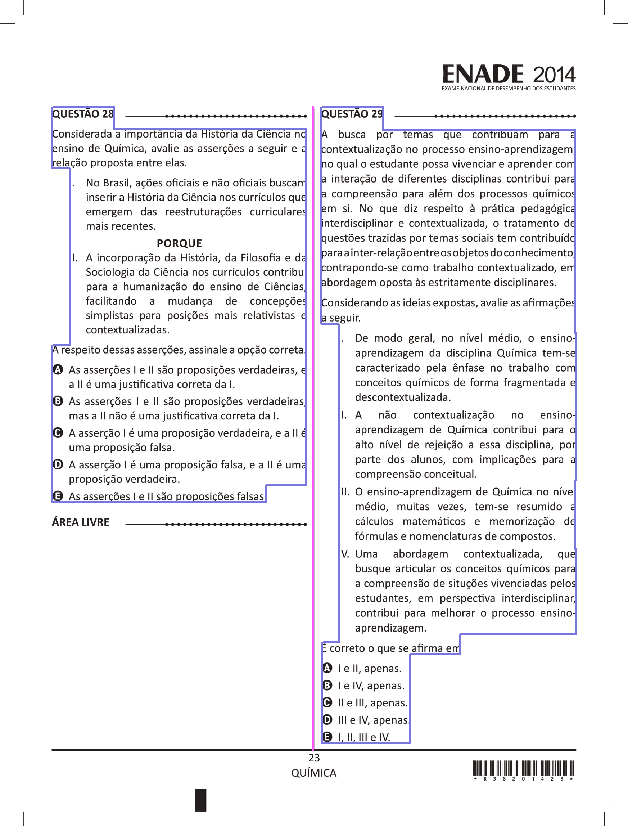 ENADE 2014
EXAME NACIONAL DE DESEMPENHO DOS ESTUDANTES
QUESTÃO 28
Considerada a importância da História da Ciência no
ensino de Química, avalie as asserções a seguir e a
relação proposta entre elas.
I. No Brasil, ações oficiais e não oficiais buscam
inserir a História da Ciência nos currículos que
emergem das reestruturações curriculares
mais recentes.
PORQUE
II. A incorporação da História, da Filosofia e da
Sociologia da Ciência nos currículos contribui
para a humanização do ensino de Ciências,
facilitando a mudança de concepções
simplistas para posições mais relativistas e
contextualizadas.
A respeito dessas asserções, assinale a opção correta.
A As asserções I e II são proposições verdadeiras, e
a II é uma justificativa correta da I.
B As asserções I e II são proposições verdadeiras,
mas a II não é uma justificativa correta da I.
C A asserção I é uma proposição verdadeira, e a II é
uma proposição falsa.
D A asserção I é uma proposição falsa, e a II é uma
proposição verdadeira.
E As asserções I e II são proposições falsas.
ÁREA LIVRE
QUESTÃO 29
A busca por temas que contribuam para a
contextualização no processo ensino-aprendizagem,
no qual o estudante possa vivenciar e aprender com
a interação de diferentes disciplinas contribui para
a compreensão para além dos processos químicos
em si. No que diz respeito à prática pedagógica
interdisciplinar e contextualizada, o tratamento de
questões trazidas por temas sociais tem contribuído
para a inter-relação entre os objetos do conhecimento,
contrapondo-se como trabalho contextualizado, em
abordagem oposta às estritamente disciplinares.
Considerando as ideias expostas, avalie as afirmações
a seguir.
I. De modo geral, no nível médio, o ensino-
aprendizagem da disciplina Química tem-se
caracterizado pela ênfase no trabalho com
conceitos químicos de forma fragmentada e
descontextualizada.
II. A não contextualização no ensino-
aprendizagem de Química contribui para o
alto nível de rejeição a essa disciplina, por
parte dos alunos, com implicações para a
compreensão conceitual.
III. O ensino-aprendizagem de Química no nível
médio, muitas vezes, tem-se resumido a
cálculos matemáticos e memorização de
fórmulas e nomenclaturas de compostos.
IV. Uma abordagem contextualizada, que
busque articular os conceitos químicos para
a compreensão de situções vivenciadas pelos
estudantes, em perspectiva interdisciplinar,
contribui para melhorar o processo ensino-
aprendizagem.
É correto o que se afirma em
A I e II, apenas.
B I e IV, apenas.
C II e III, apenas.
D III e IV, apenas.
E I, II, III e IV.
23
QUÍMICA
*R38201423*